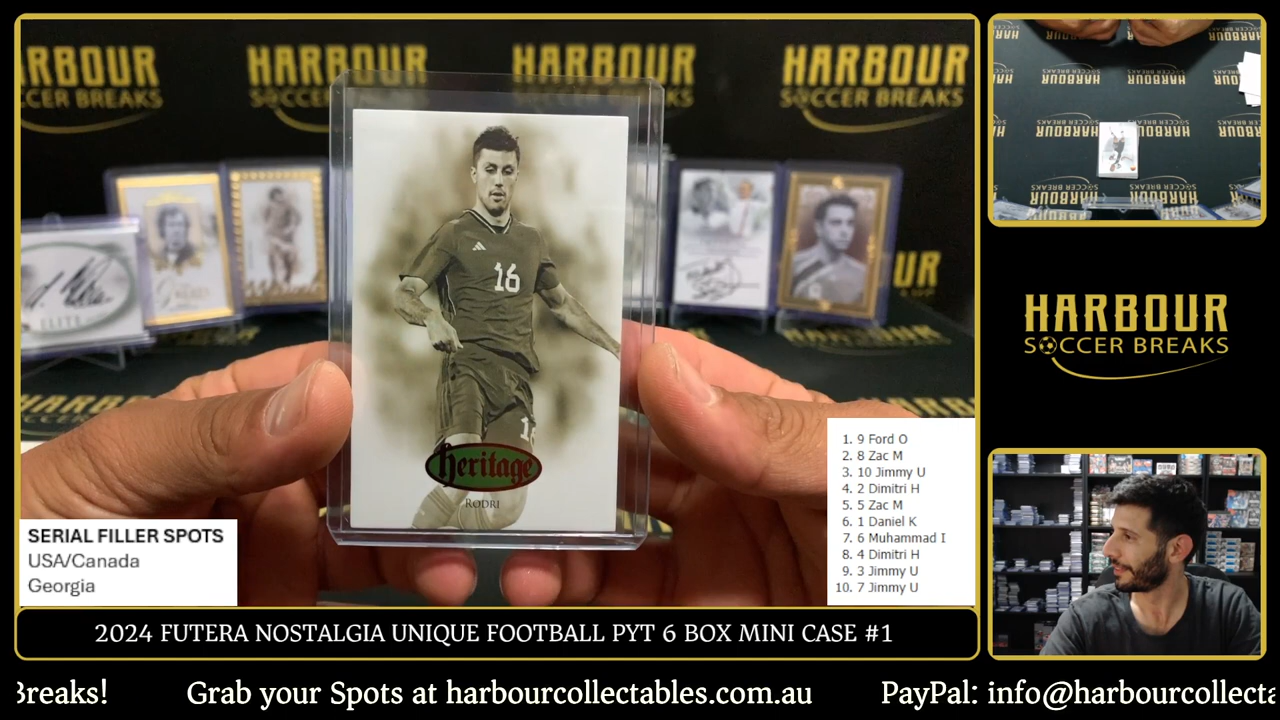 HARBOUR
SOCCER BREAKS
HARBOUR
SOCCER BREAKS
HARBOUR
SOCCER BREAKS
HARBOUR
SOCCER BREAKS
16
heritage
RODRI
ELITE
SERIAL FILLER SPOTS
USA/Canada
Georgia
1. 9 Ford O
2. 8 Zac M
3. 10 Jimmy U
4. 2 Dimitri H
5. 5 Zac M
6. 1 Daniel K
7. 6 Muhammad I
8. 4 Dimitri H
9. 3 Jimmy U
10. 7 Jimmy U
HARBOUR
SOCCER BREAKS
2024 FUTERA NOSTALGIA UNIQUE FOOTBALL PYT 6 BOX MINI CASE #1
Breaks! Grab your Spots at harbourcollectables.com.au PayPal: info@harbourcollecta